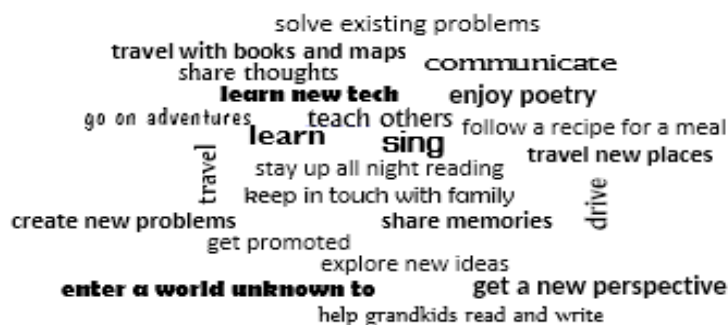 solve existing problems
travel with books and maps
communicate
share thoughts
learn new tech
enjoy poetry
go on adventures
teach others
follow a recipe for a meal
learn
sing
travel new places
travel
stay up all night reading
drive
keep in touch with family
create new problems
share memories
get promoted
explore new ideas
enter a world unknown to
get a new perspective
help grandkids read and write